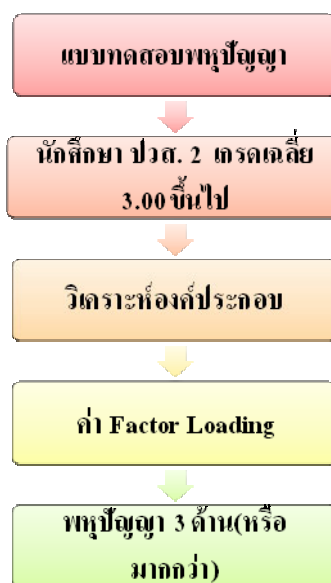 แบบทดสอบพหุปัญญา
นักศึกษา ปวส. 2 เกรดเฉลี่ย
3.00 ขึ้นไป
วิเคราะห์องค์ประกอบ
ค่า Factor Loading
พหุปัญญา 3 ด้าน(หรือ
มากกว่า)